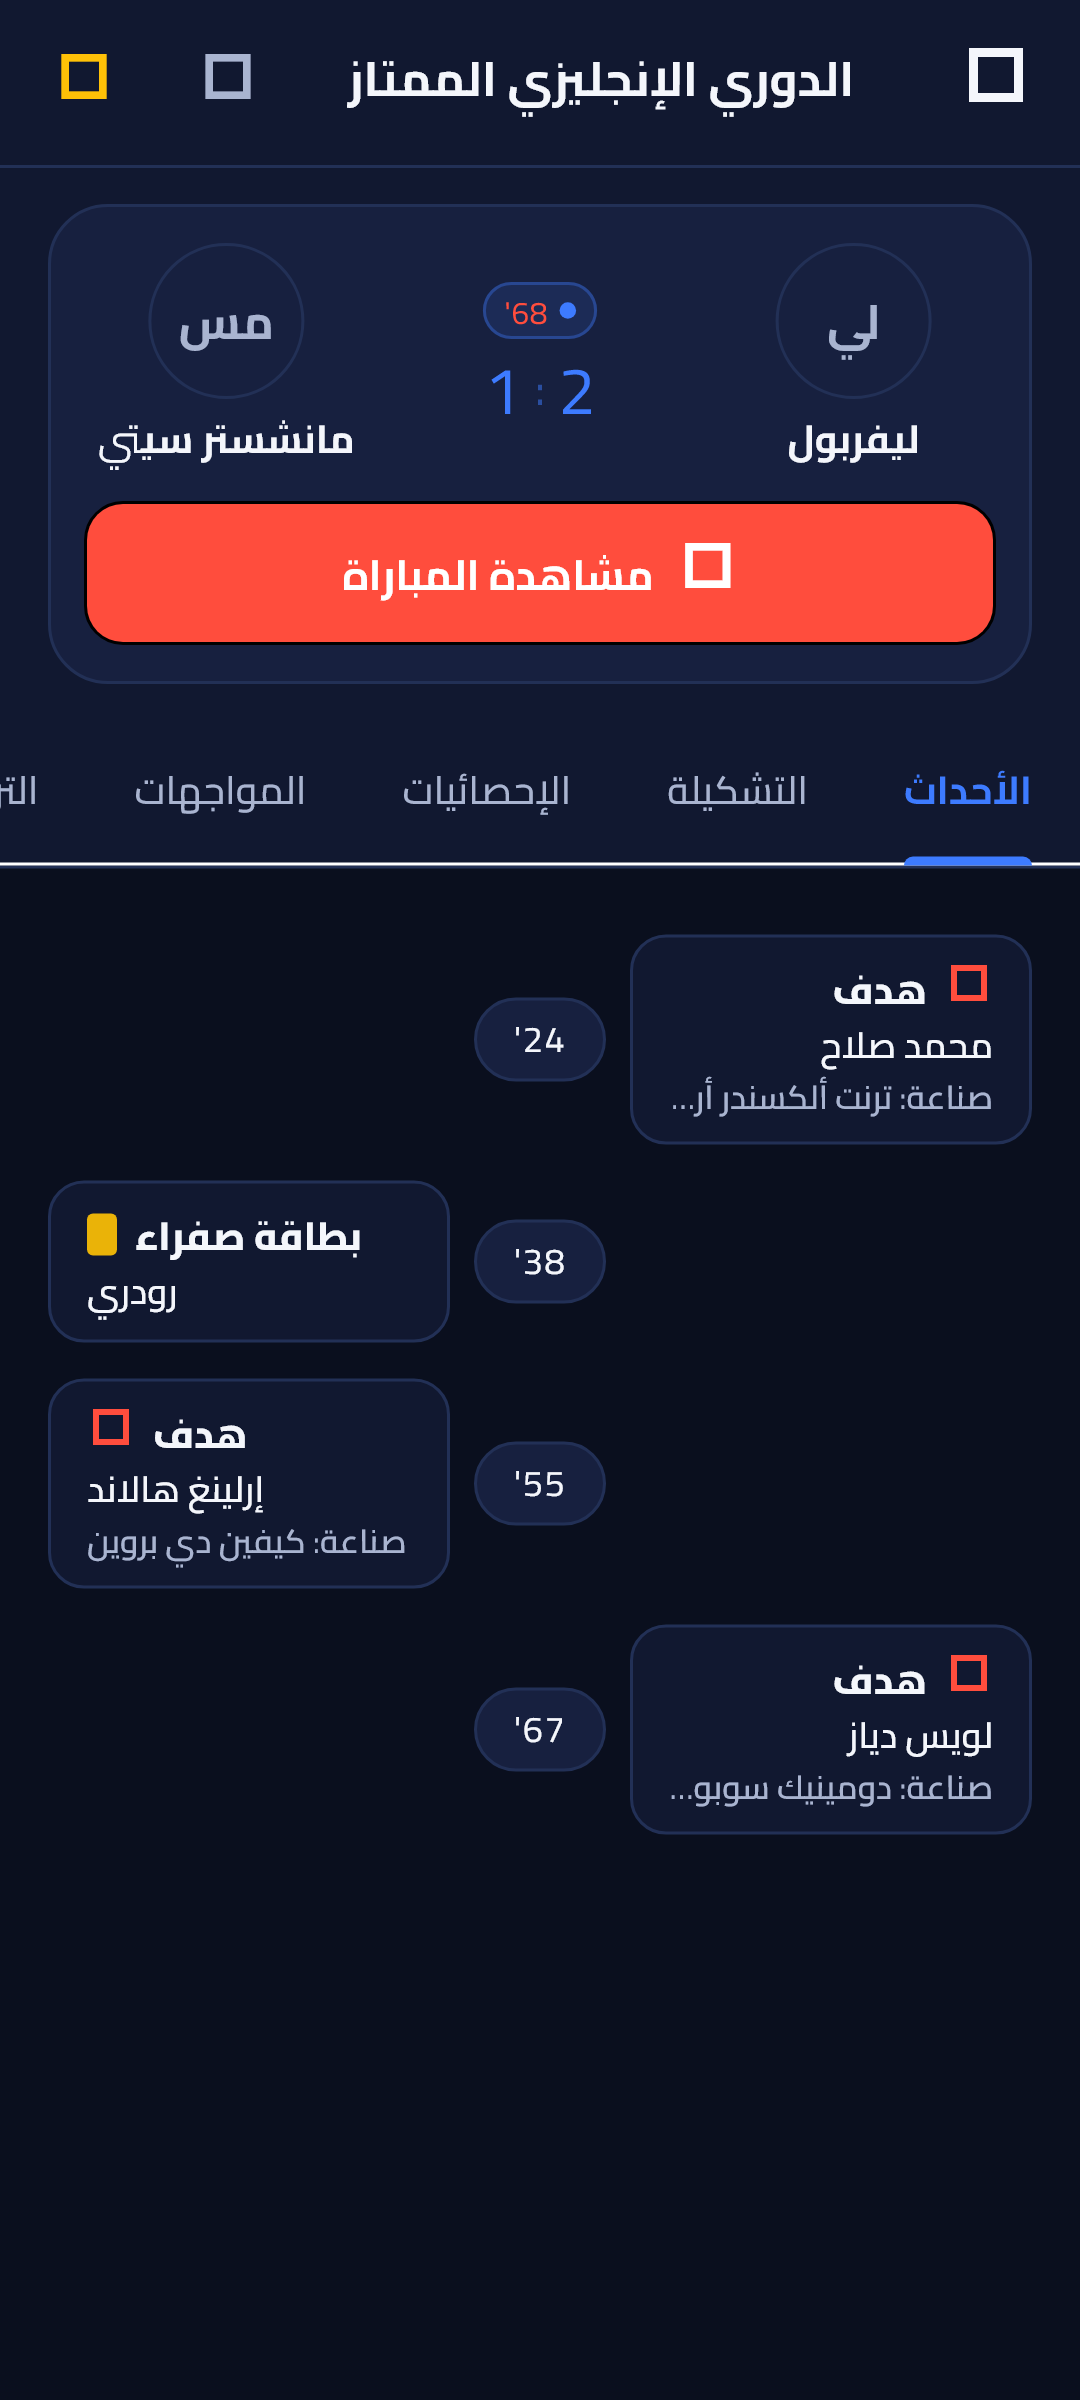 الدوري الإنجليزي الممتاز
لي
68'
مس
2 : 1
ليفربول
مانشستر سيتي
مشاهدة المباراة
الأحداث
التشكيلة
الإحصائيات
المواجهات
التر
هدف
محمد صلاح
صناعة: ترنت ألكسندر أر...
24'
38'
بطاقة صفراء
رودري
55'
هدف
إرلينغ هالاند
صناعة: كيفين دي بروين
هدف
لويس دياز
صناعة: دومينيك سوبو...
67'